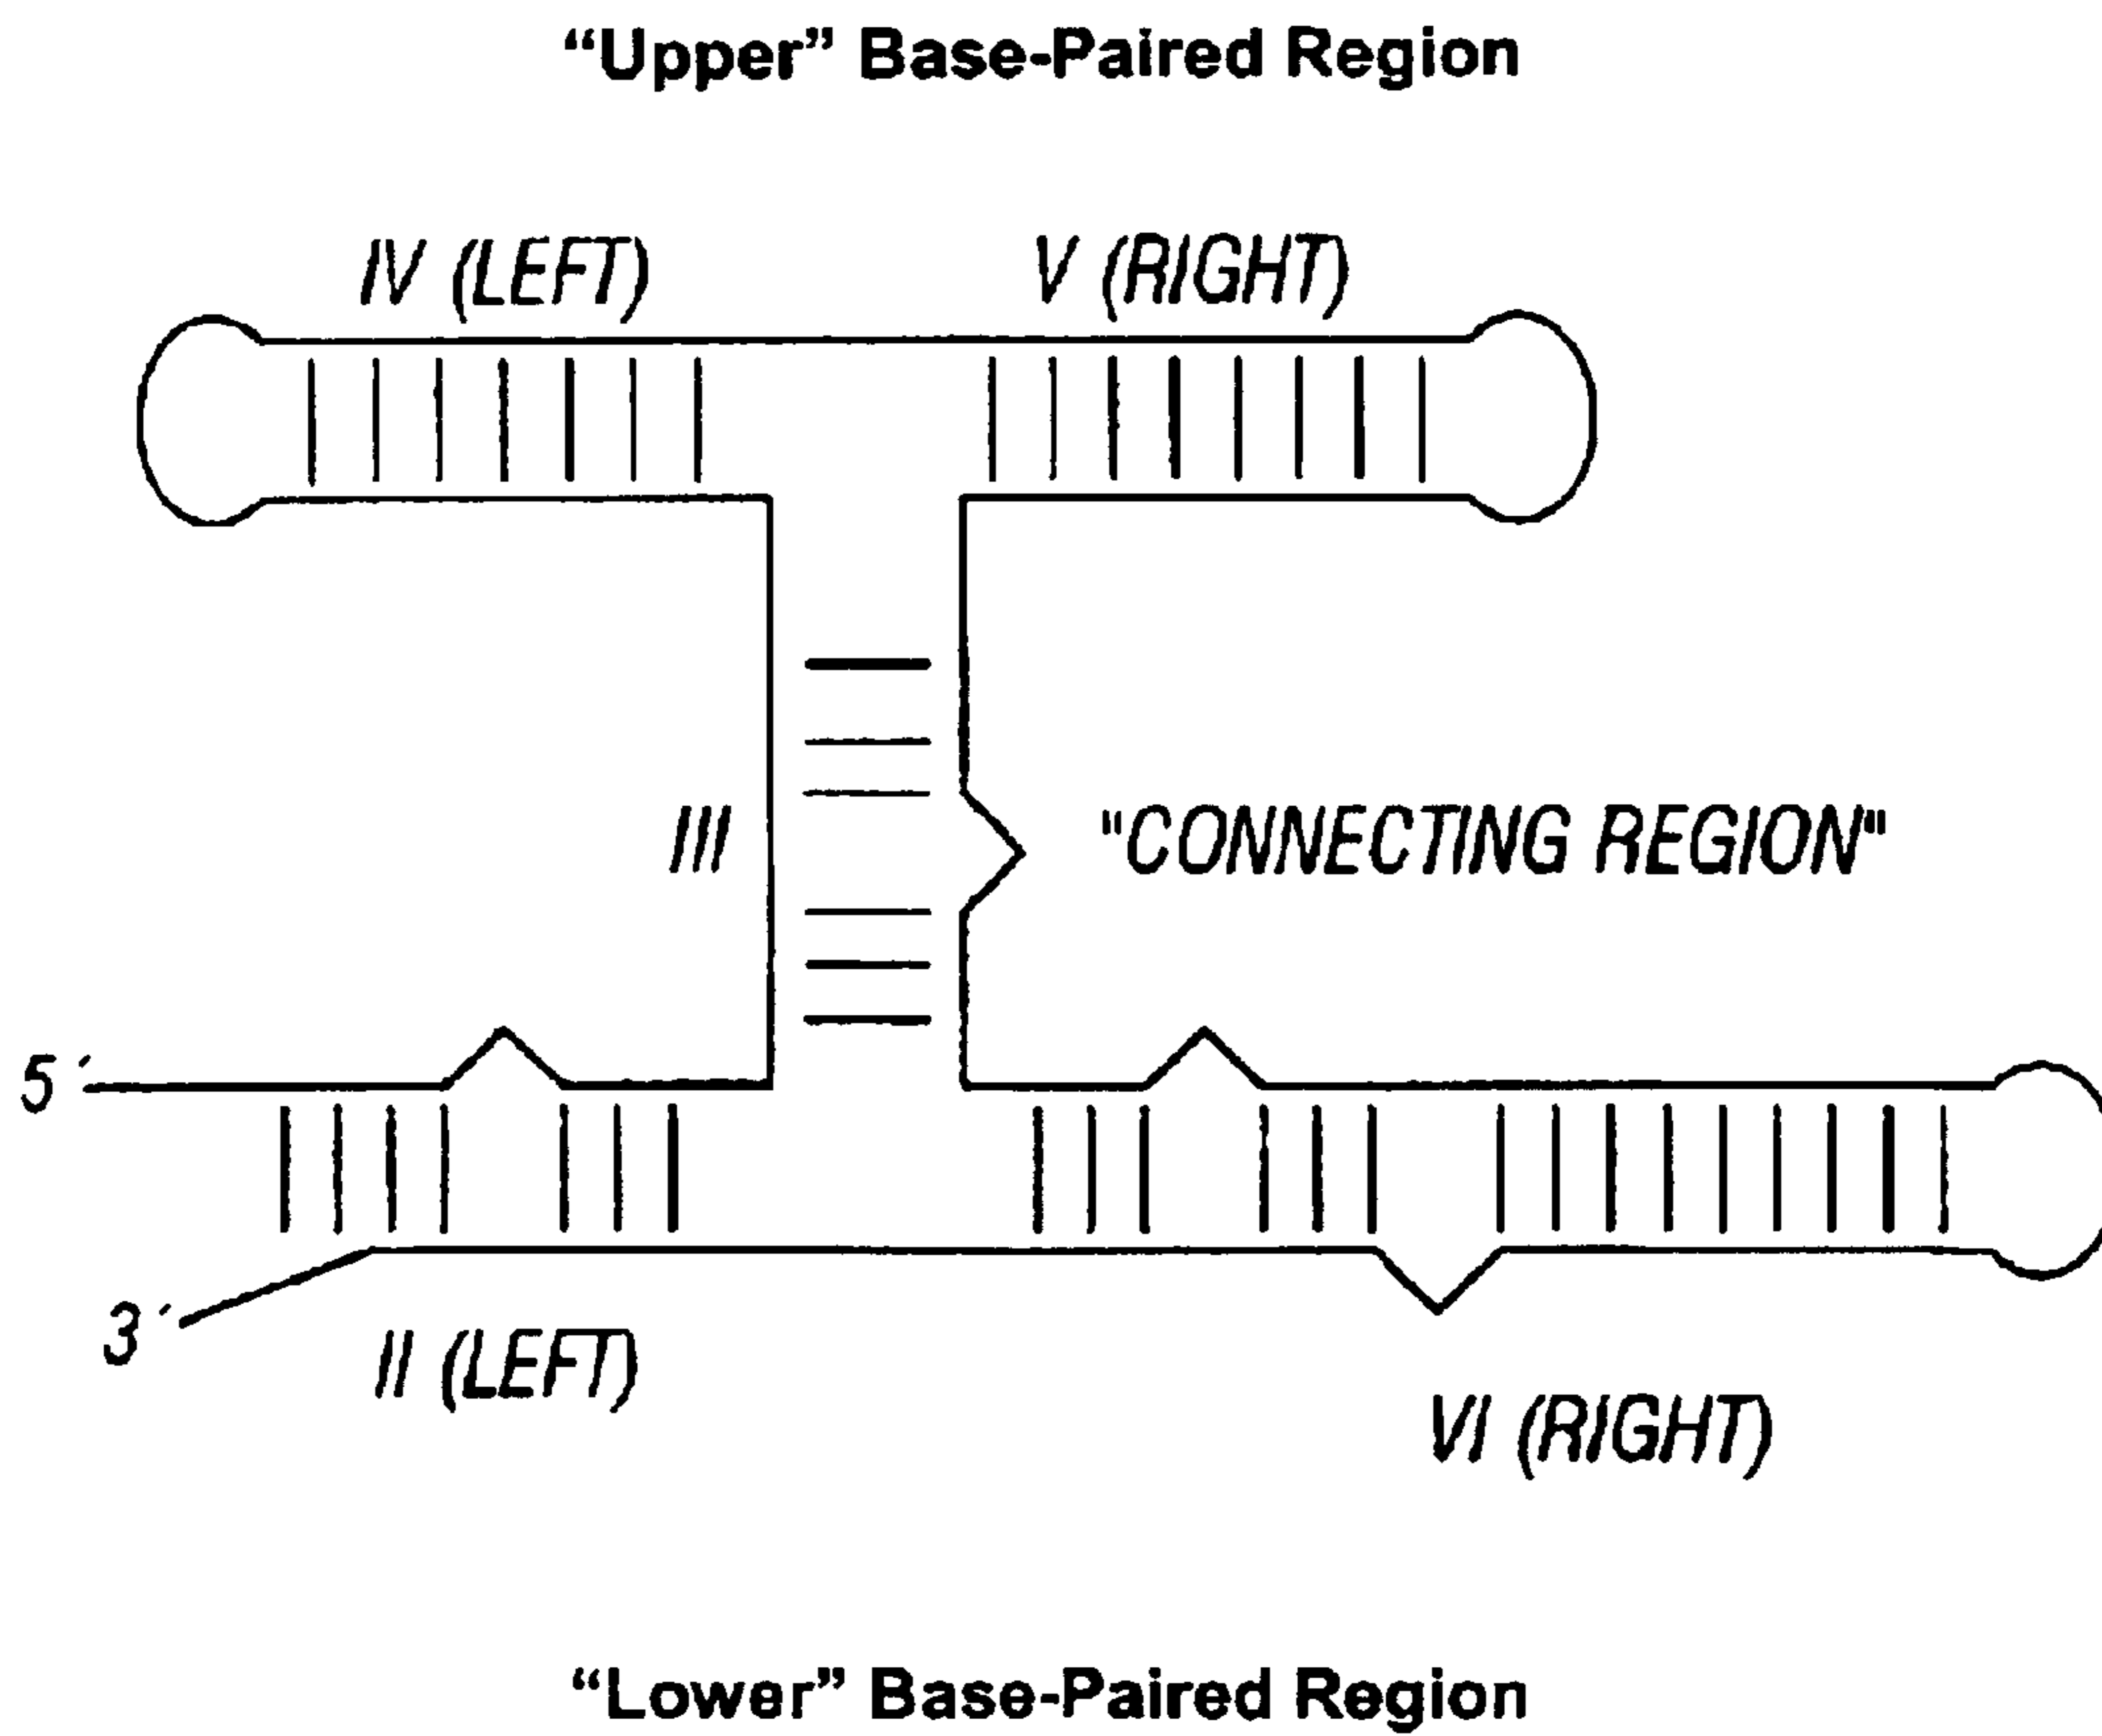 “Upper” Base-Paired Region
IV (LEFT)
V (RIGHT)
III
"CONNECTING REGION"
5´
3´
II (LEFT)
VI (RIGHT)
“Lower” Base-Paired Region